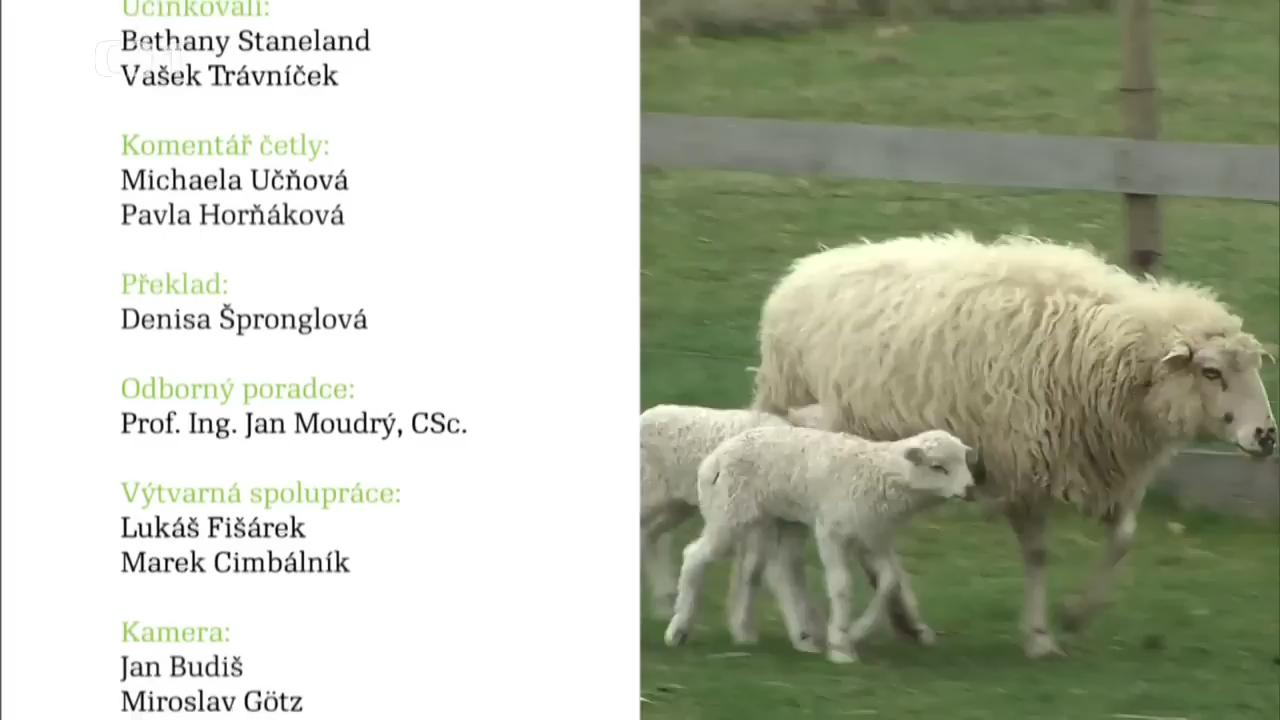 Účinkovali:
Bethany Staneland
Vašek Trávníček
Komentář četly:
Michaela Učňová
Pavla Horňáková
Překlad:
Denisa Špronglová
Odborný poradce:
Prof. Ing. Jan Moudrý, CSc.
Výtvarná spolupráce:
Lukáš Fišárek
Marek Cimbálník
Kamera:
Jan Budiš
Miroslav Götz